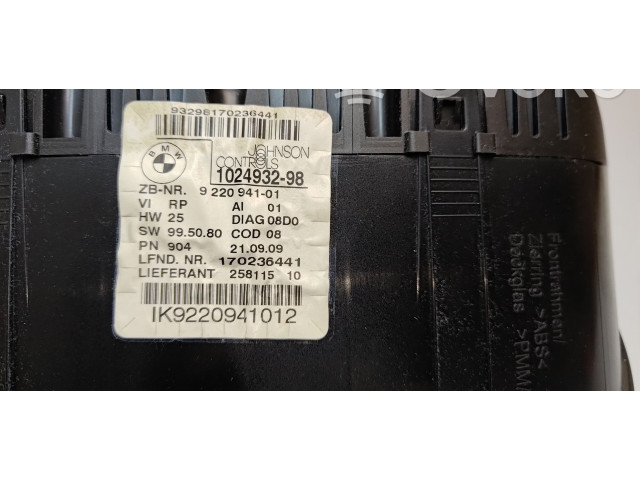 93298170236441
BMW
JOHNSON
CONTROLS
1024932-98
ZB-NR. 9 220 941-01
VI RP AI 01
HW 25 DIAG 08D0
SW 99.50.80 COD 08
PN 904 21.09.09
LFND. NR. 170236441
LIEFERANT 258115 10
IK9220941012
Frontrahmen/
Zierring >ABS<
Deckglas >PMMA